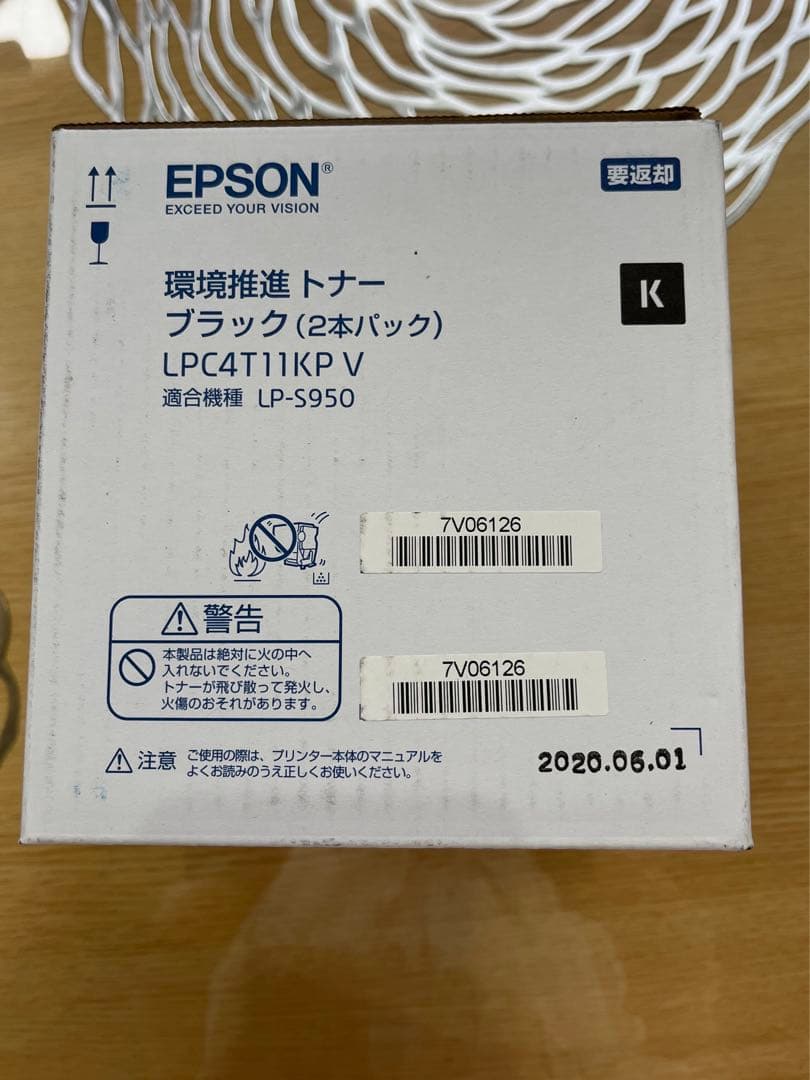 EPSON®
EXCEED YOUR VISION
要返却
環境推進 トナー
ブラック(2本パック)
K
LPC4T11KP V
適合機種 LP-S950
7V06126
警告
本製品は絶対に火の中へ
入れないでください。
トナーが飛び散って発火し、
火傷のおそれがあります。
7V06126
注意
ご使用の際は、プリンター本体のマニュアルを
よくお読みのうえ正しくお使いください。
2020.06.01